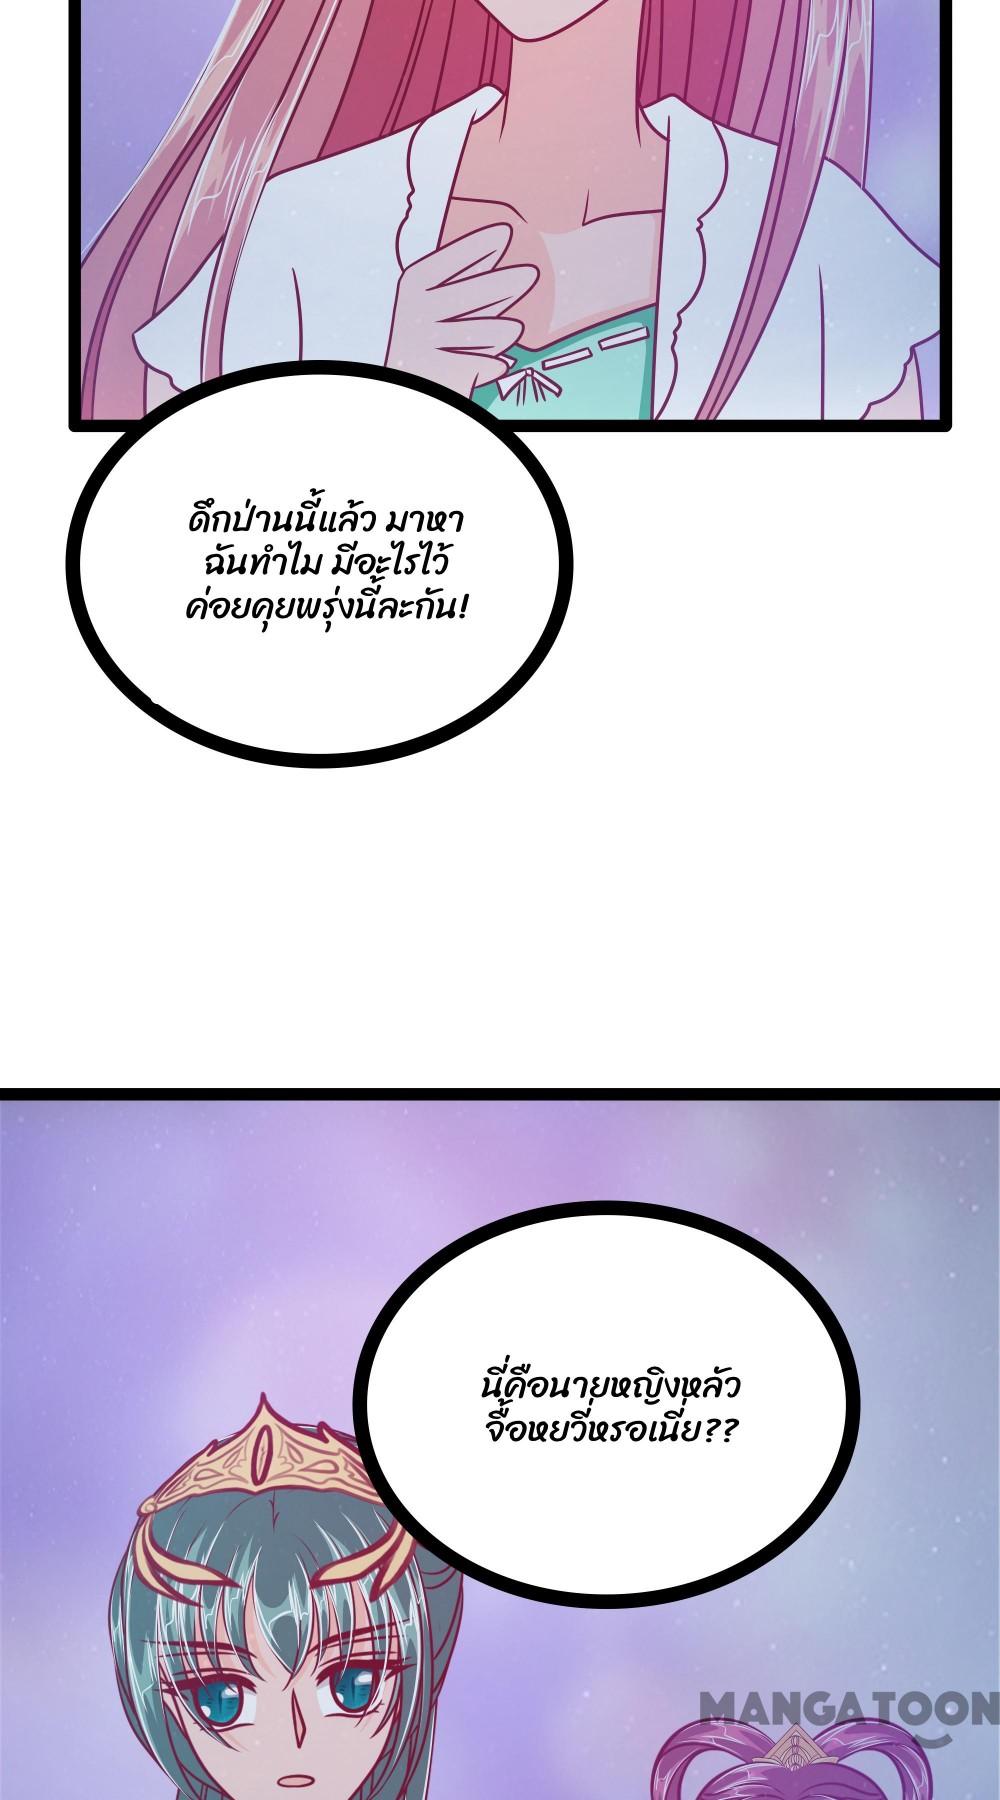 ดึกป่านนี้แล้ว มาหา
ฉันทำไม มีอะไรไว้
ค่อยคุยพรุ่งนี้ละกัน!
นี่คือนายหญิงหลัว
จื้อหยวี่หรอเนี่ย??
MANGATOON